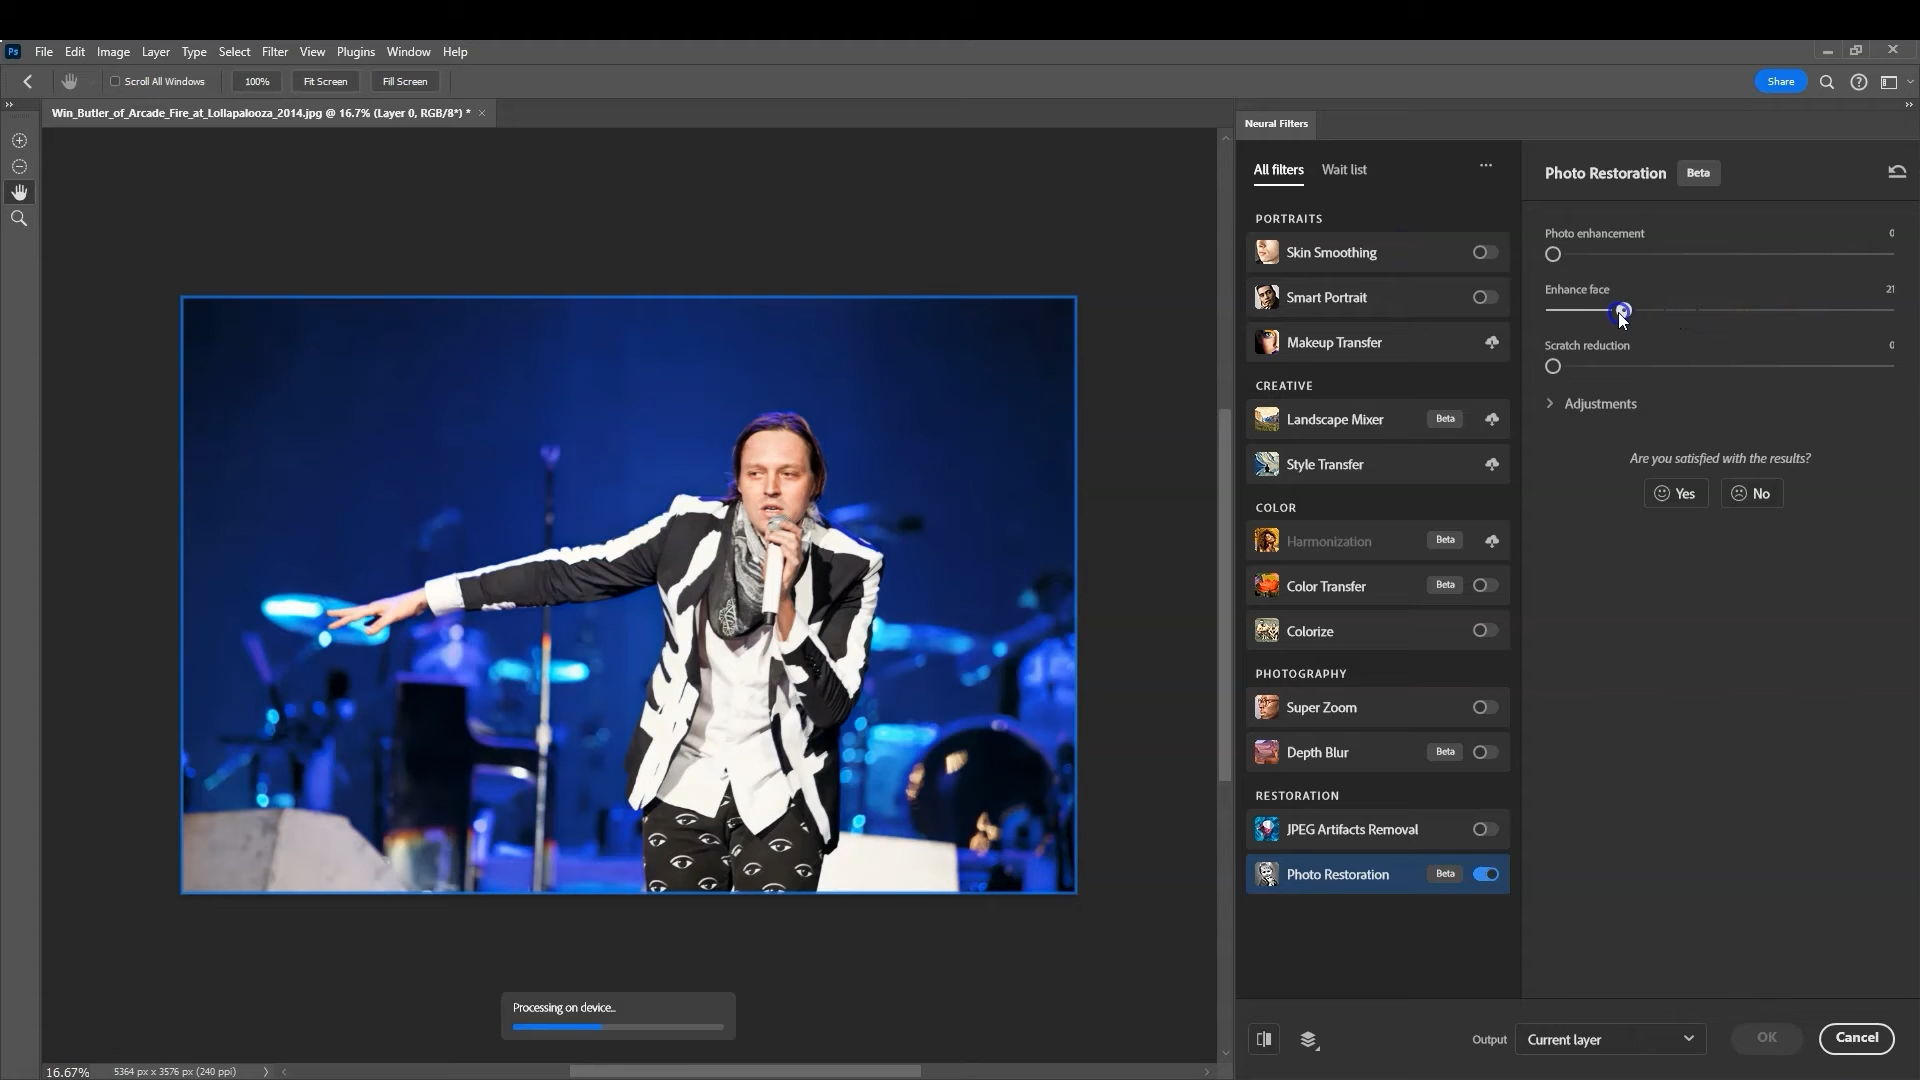 Ps File Edit Image Layer Type Select Filter View Plugins Window Help
Scroll All Windows 100% Fit Screen Fill Screen Share
Win_Butler_of_Arcade_Fire_at_Lollapalooza_2014.jpg @ 16.7% (Layer 0, RGB/8*) *
Neural Filters
All filters Wait list
PORTRAITS
Skin Smoothing
Smart Portrait
Makeup Transfer
CREATIVE
Landscape Mixer Beta
Style Transfer
COLOR
Harmonization Beta
Color Transfer Beta
Colorize
PHOTOGRAPHY
Super Zoom
Depth Blur Beta
RESTORATION
JPEG Artifacts Removal
Photo Restoration Beta
Photo Restoration Beta
Photo enhancement 0
Enhance face 21
Scratch reduction 0
Adjustments
Are you satisfied with the results?
Yes No
Processing on device...
Output Current layer OK Cancel
16.67% 5364 px x 3576 px (240 ppi)